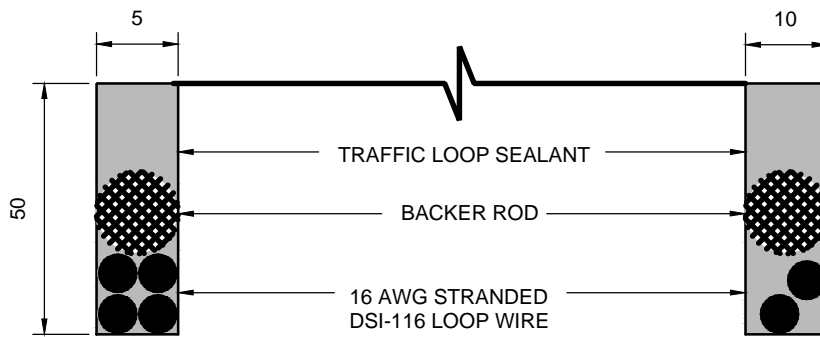 5
10
TRAFFIC LOOP SEALANT
50
BACKER ROD
16 AWG STRANDED
DSI-116 LOOP WIRE